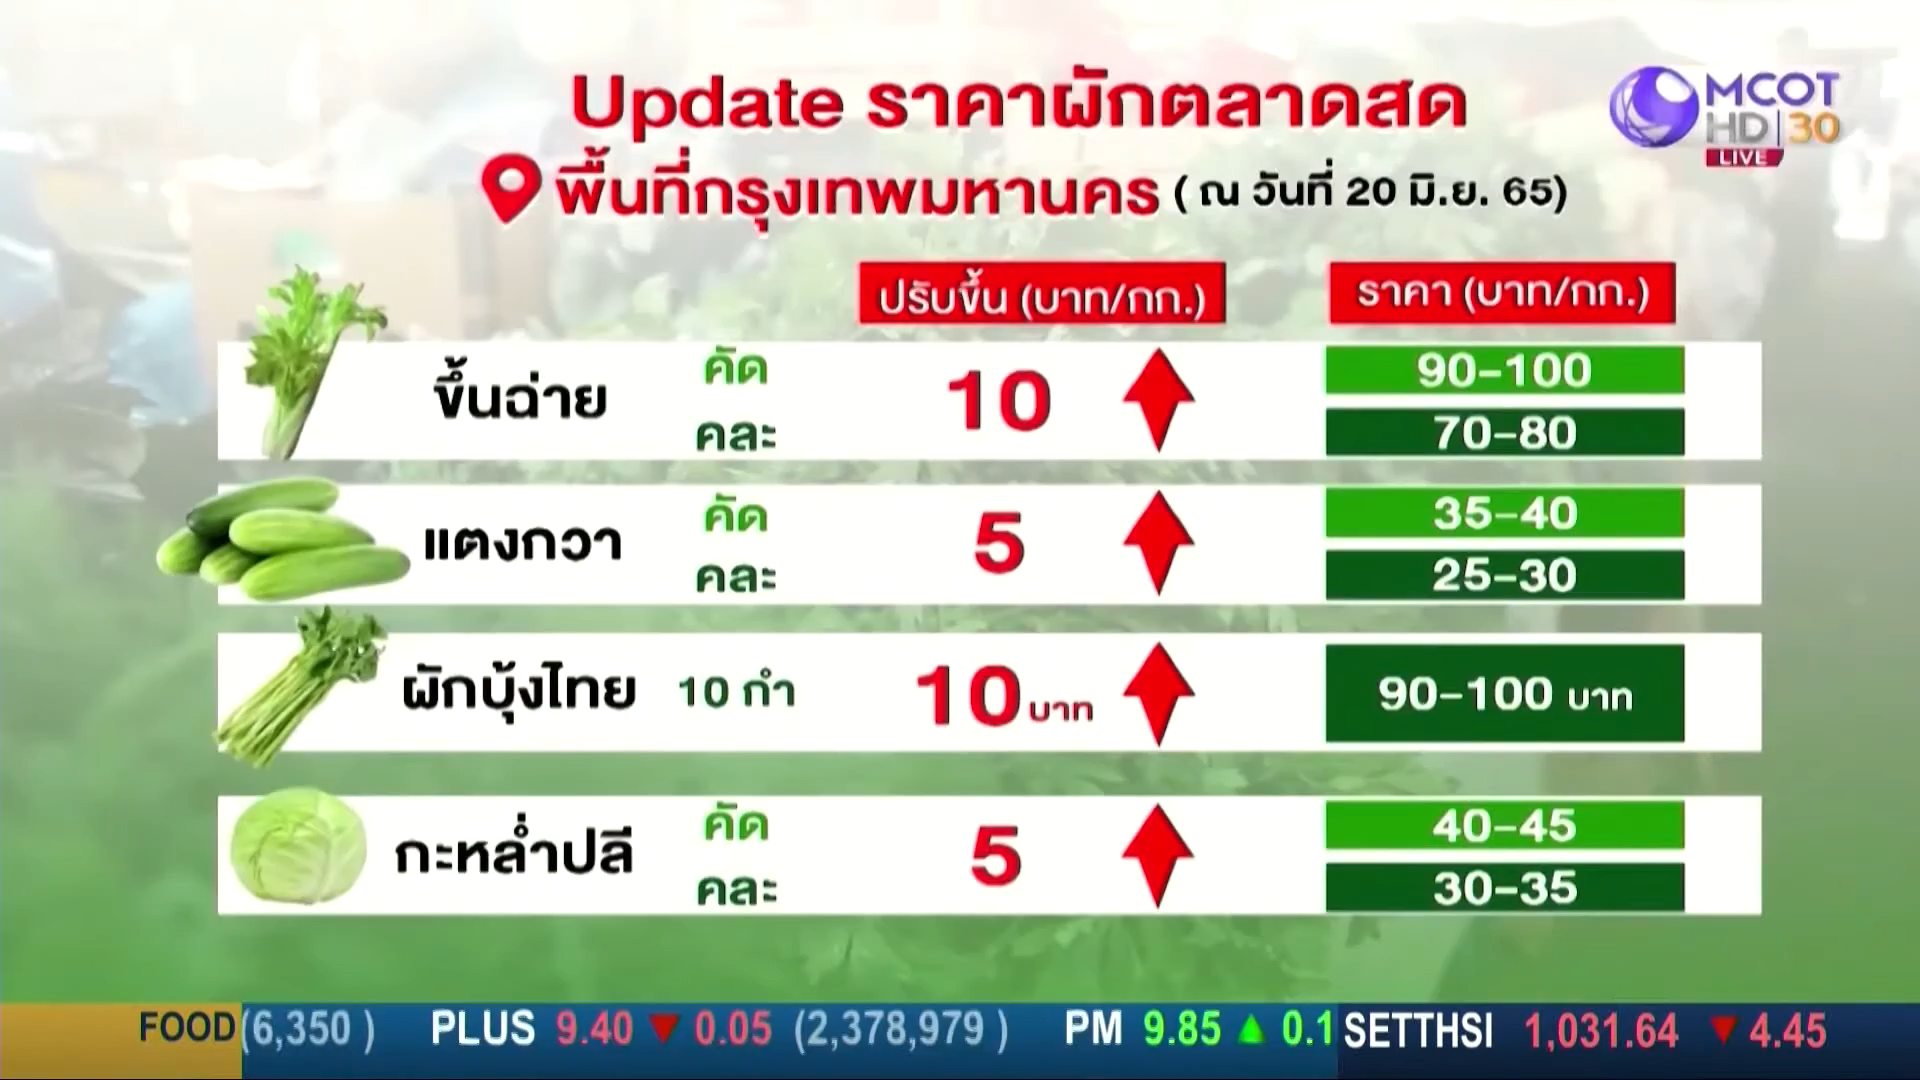 Update ราคาผักตลาดสด
พื้นที่กรุงเทพมหานคร ( ณ วันที่ 20 มิ.ย. 65)
MCOT
HD 30
LIVE
ปรับขึ้น (บาท/กก.) ราคา (บาท/กก.)
ขึ้นฉ่าย คัด 10 90-100
คละ 70-80
แตงกวา คัด 5 35-40
คละ 25-30
ผักบุ้งไทย 10 กำ 10 บาท 90-100 บาท
กะหล่ำปลี คัด 5 40-45
คละ 30-35
FOOD (6,350 ) PLUS 9.40 ▼ 0.05 (2,378,979 ) PM 9.85 ▲ 0.1 SETTHSI 1,031.64 ▼ 4.45